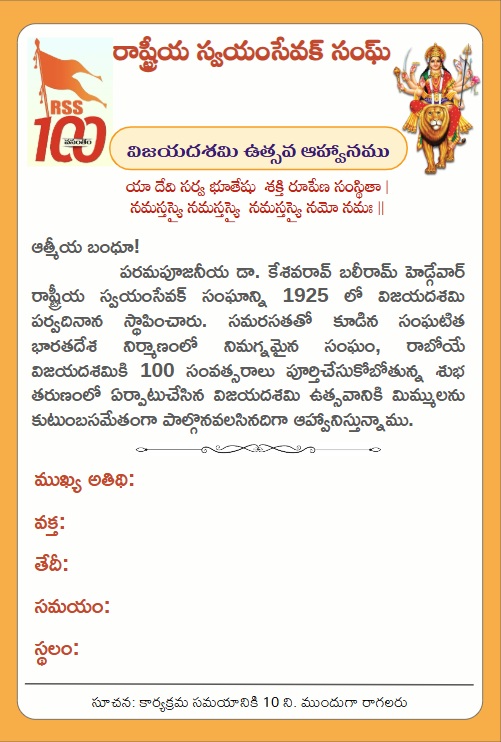 రాష్ట్రీయ స్వయంసేవక్ సంఘ్
RSS
100
వసంతం
విజయదశమి ఉత్సవ ఆహ్వానము
యా దేవి సర్వ భూతేషు శక్తి రూపేణ సంస్థితా |
నమస్తస్యై నమస్తస్యై నమస్తస్యై నమో నమః ||
ఆత్మీయ బంధూ!
పరమపూజనీయ డా. కేశవరావ్ బలీరామ్ హెడ్గేవార్
రాష్ట్రీయ స్వయంసేవక్ సంఘాన్ని 1925 లో విజయదశమి
పర్వదినాన స్థాపించారు. సమరసతతో కూడిన సంఘటిత
భారతదేశ నిర్మాణంలో నిమగ్నమైన సంఘం, రాబోయే
విజయదశమికి 100 సంవత్సరాలు పూర్తిచేసుకోబోతున్న శుభ
తరుణంలో ఏర్పాటుచేసిన విజయదశమి ఉత్సవానికి మిమ్ములను
కుటుంబసమేతంగా పాల్గొనవలసినదిగా ఆహ్వానిస్తున్నాము.
ముఖ్య అతిథి:
వక్త:
తేదీ:
సమయం:
స్థలం:
సూచన: కార్యక్రమ సమయానికి 10 ని. ముందుగా రాగలరు